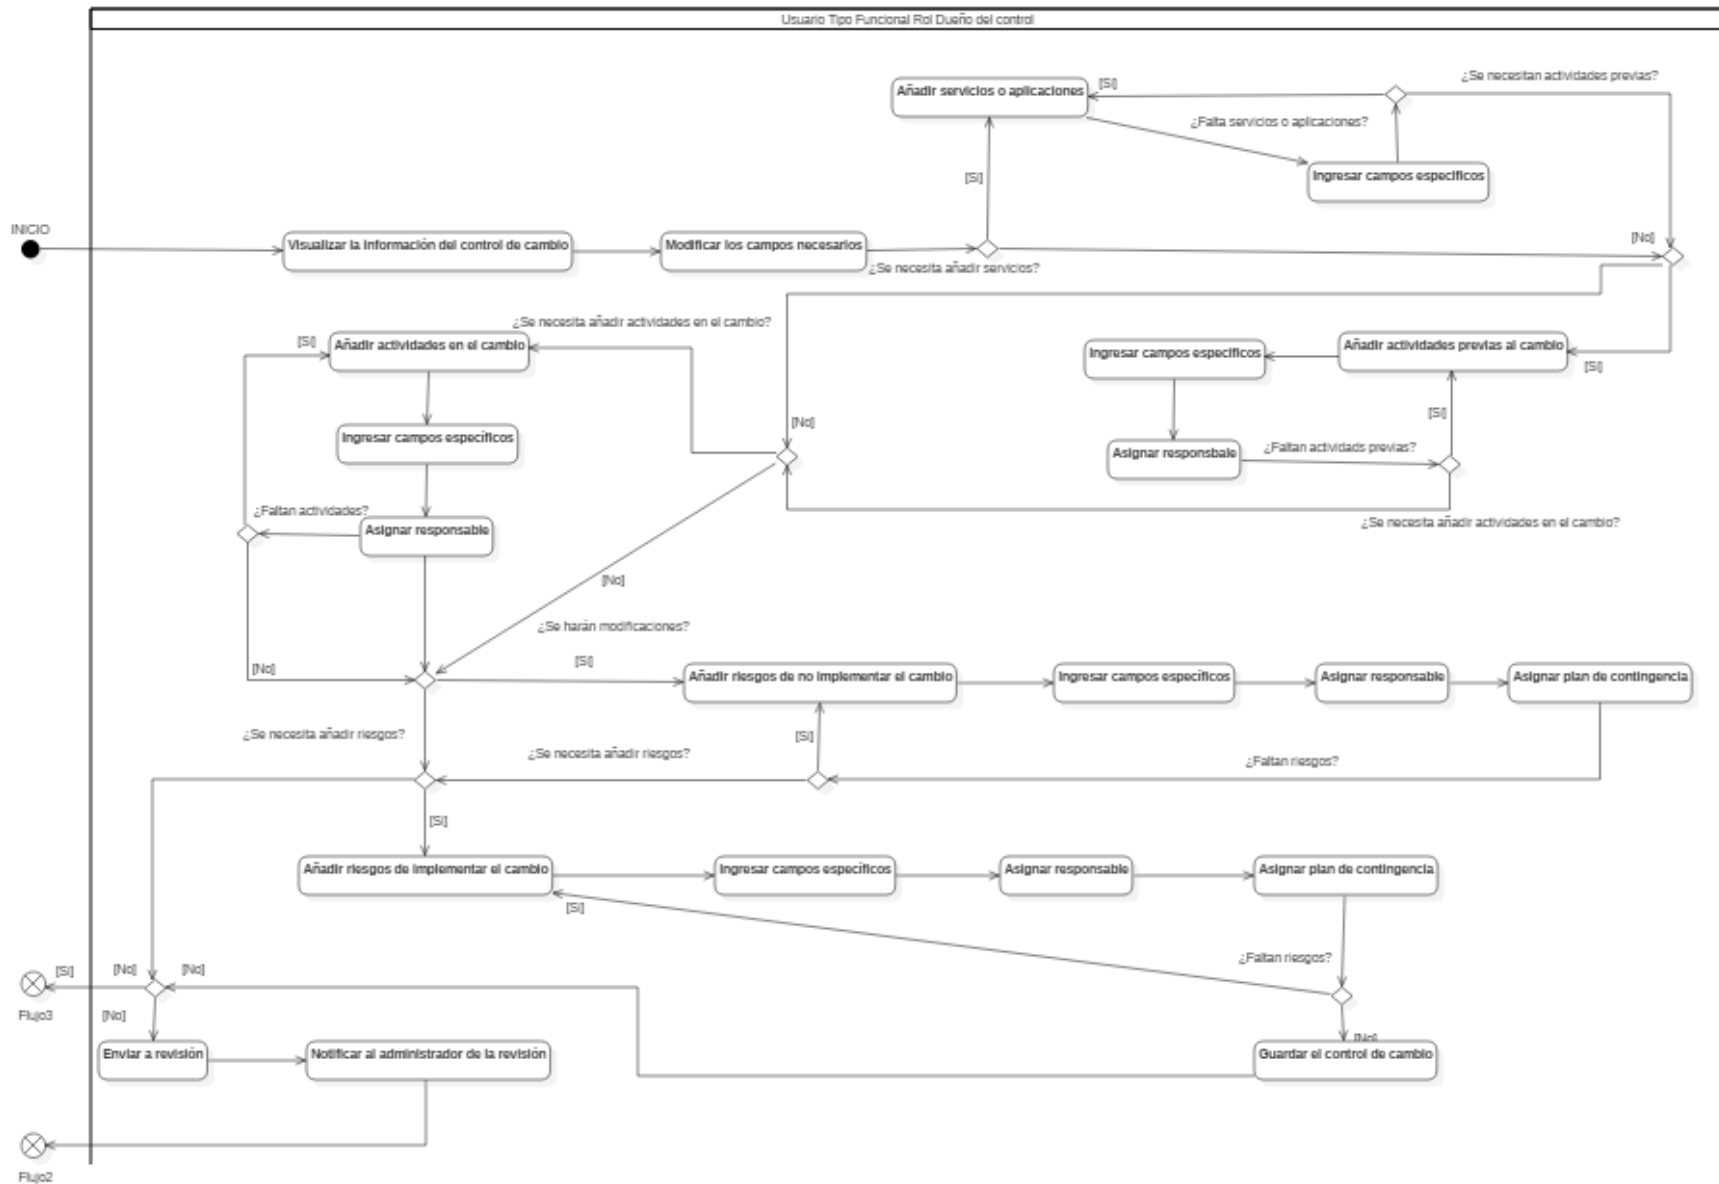 Usuario Tipo Funcional Rol Dueño del control
¿Se necesitan actividades previas?
Añadir servicios o aplicaciones
[Si]
¿Falta servicios o aplicaciones?
Ingresar campos especificos
[Si]
INICIO
Visualizar la información del control de cambio
Modificar los campos necesarios
¿Se necesita añadir servicios?
[No]
¿Se necesita añadir actividades en el cambio?
[Si]
Añadir actividades en el cambio
Ingresar campos especificos
Añadir actividades previas al cambio
[Si]
[No]
[Si]
Ingresar campos específicos
Asignar responsbale
¿Faltan actividads previas?
¿Faltan actividades?
Asignar responsable
¿Se necesita añadir actividades en el cambio?
[No]
¿Se harán modificaciones?
[No]
[Si]
Añadir riesgos de no implementar el cambio
Ingresar campos específicos
Asignar responsable
Asignar plan de contingencia
¿Se necesita añadir riesgos?
[Si]
¿Se necesita añadir riesgos?
¿Faltan riesgos?
[Si]
Añadir riesgos de implementar el cambio
Ingresar campos específicos
Asignar responsable
Asignar plan de contingencia
[Si]
¿Faltan riesgos?
[Si]
[No]
[No]
Flujo3
[No]
[No]
Enviar a revisión
Notificar al administrador de la revisión
Guardar el control de cambio
Flujo2